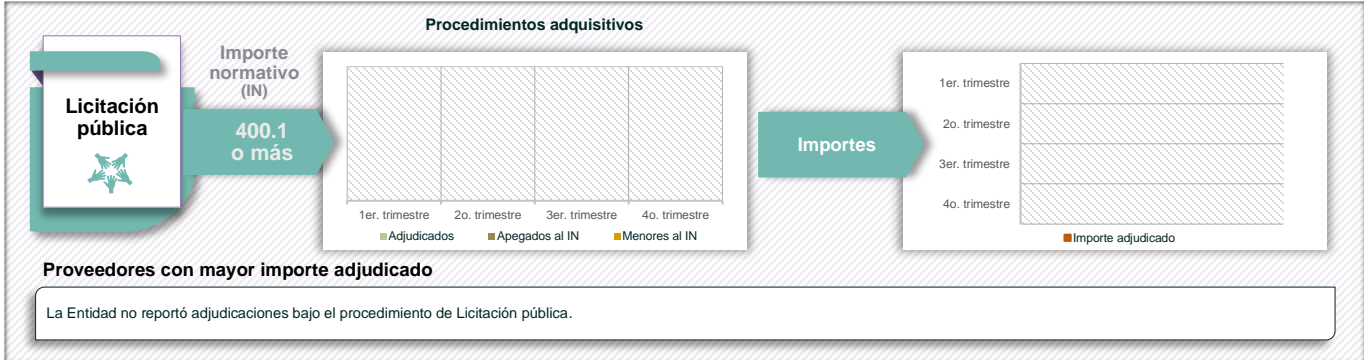 Procedimientos adquisitivos
Licitación
pública
Importe
normativo
(IN)
400.1
o más
1er. trimestre
2o. trimestre
3er. trimestre
4o. trimestre
Adjudicados
Apegados al IN
Menores al IN
Importes
1er. trimestre
2o. trimestre
3er. trimestre
4o. trimestre
Importe adjudicado
Proveedores con mayor importe adjudicado
La Entidad no reportó adjudicaciones bajo el procedimiento de Licitación pública.